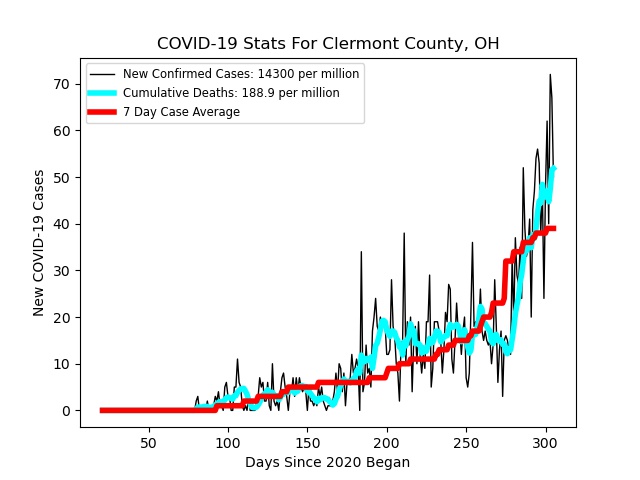 COVID-19 Stats For Clermont County, OH
New Confirmed Cases: 14300 per million
Cumulative Deaths: 188.9 per million
7 Day Case Average
New COVID-19 Cases
70
60
50
40
30
20
10
0
50 100 150 200 250 300
Days Since 2020 Began